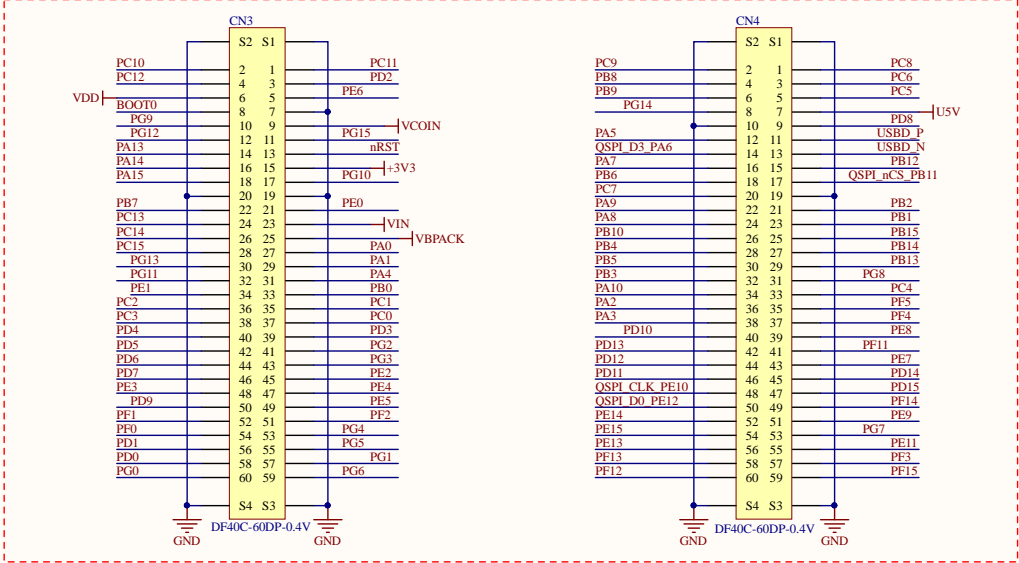 CN3
S2 S1
PC10 2 1 PC11
PC12 4 3 PD2
VDD 6 5 PE6
BOOT0 8 7
PG9 10 9 VCOIN
PG12 12 11 PG15
PA13 14 13 nRST
PA14 16 15 +3V3
PA15 18 17 PG10
20 19
PB7 22 21 PE0
PC13 24 23 VIN
PC14 26 25 VBPACK
PC15 28 27 PA0
PG13 30 29 PA1
PG11 32 31 PA4
PE1 34 33 PB0
PC2 36 35 PC1
PC3 38 37 PC0
PD4 40 39 PD3
PD5 42 41 PG2
PD6 44 43 PG3
PD7 46 45 PE2
PE3 48 47 PE4
PD9 50 49 PE5
PF1 52 51 PF2
PF0 54 53 PG4
PD1 56 55 PG5
PD0 58 57 PG1
PG0 60 59 PG6
S4 S3
DF40C-60DP-0.4V
GND GND
CN4
S2 S1
PC9 2 1 PC8
PB8 4 3 PC6
PB9 6 5 PC5
PG14 8 7 U5V
10 9 PD8
PA5 12 11 USBD_P
QSPI_D3_PA6 14 13 USBD_N
PA7 16 15 PB12
PB6 18 17 QSPI_nCS_PB11
PC7 20 19
PA9 22 21 PB2
PA8 24 23 PB1
PB10 26 25 PB15
PB4 28 27 PB14
PB5 30 29 PB13
PB3 32 31 PG8
PA10 34 33 PC4
PA2 36 35 PF5
PA3 38 37 PF4
PD10 40 39 PE8
PD13 42 41 PF11
PD12 44 43 PE7
PD11 46 45 PD14
QSPI_CLK_PE10 48 47 PD15
QSPI_D0_PE12 50 49 PF14
PE14 52 51 PE9
PE15 54 53 PG7
PE13 56 55 PE11
PF13 58 57 PF3
PF12 60 59 PF15
S4 S3
DF40C-60DP-0.4V
GND GND